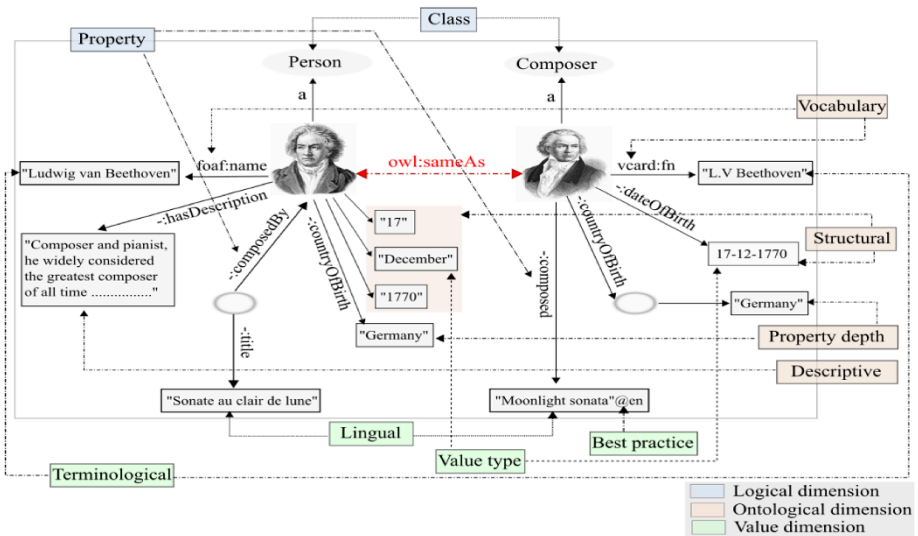 Class
Property
Person
Composer
a
a
Vocabulary
foaf:name
owl:sameAs
vcard:fn
"Ludwig van Beethoven"
"L.V Beethoven"
-:hasDescription
-:composedBy
-:countryOfBirth
-:dateOfBirth
-:countryOfBirth
-:composed
"17"
"December"
"1770"
Structural
17-12-1770
"Composer and pianist,
he widely considered
the greatest composer
of all time ................"
"Germany"
"Germany"
-:title
Property depth
Descriptive
"Sonate au clair de lune"
"Moonlight sonata"@en
Lingual
Best practice
Value type
Terminological
Logical dimension
Ontological dimension
Value dimension